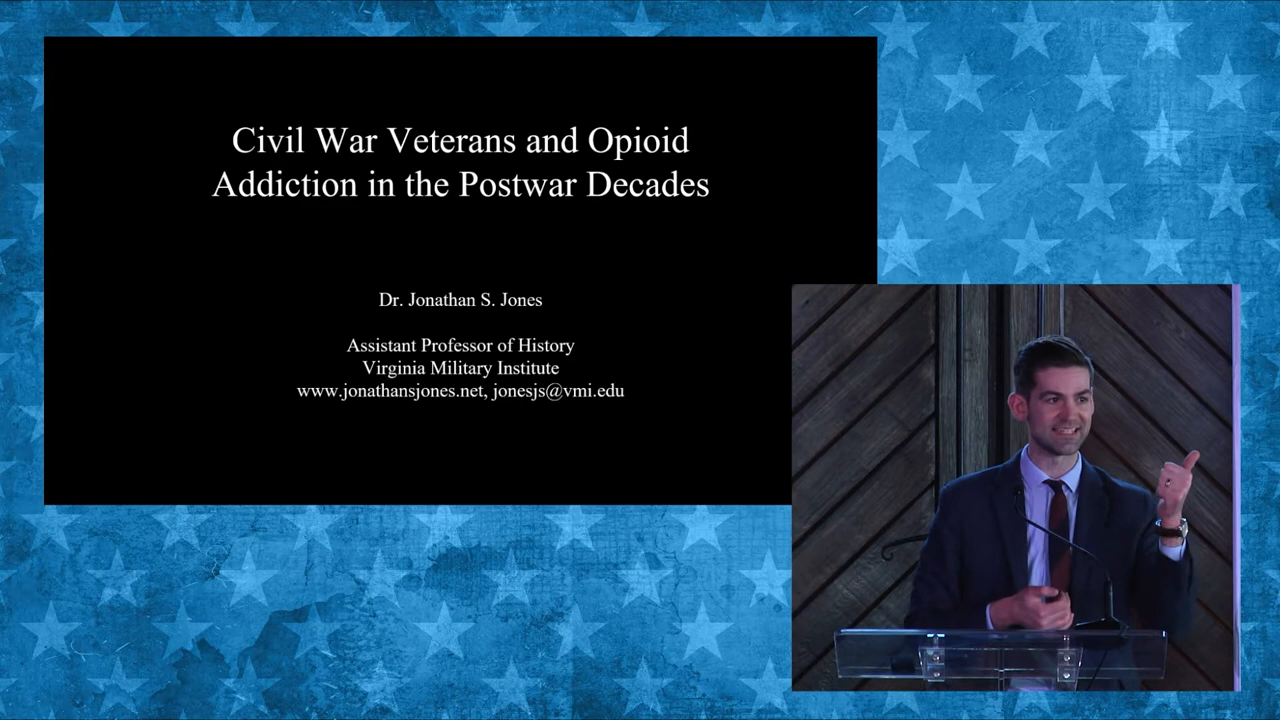 Civil War Veterans and Opioid
Addiction in the Postwar Decades
Dr. Jonathan S. Jones
Assistant Professor of History
Virginia Military Institute
www.jonathansjones.net, jonesjs@vmi.edu